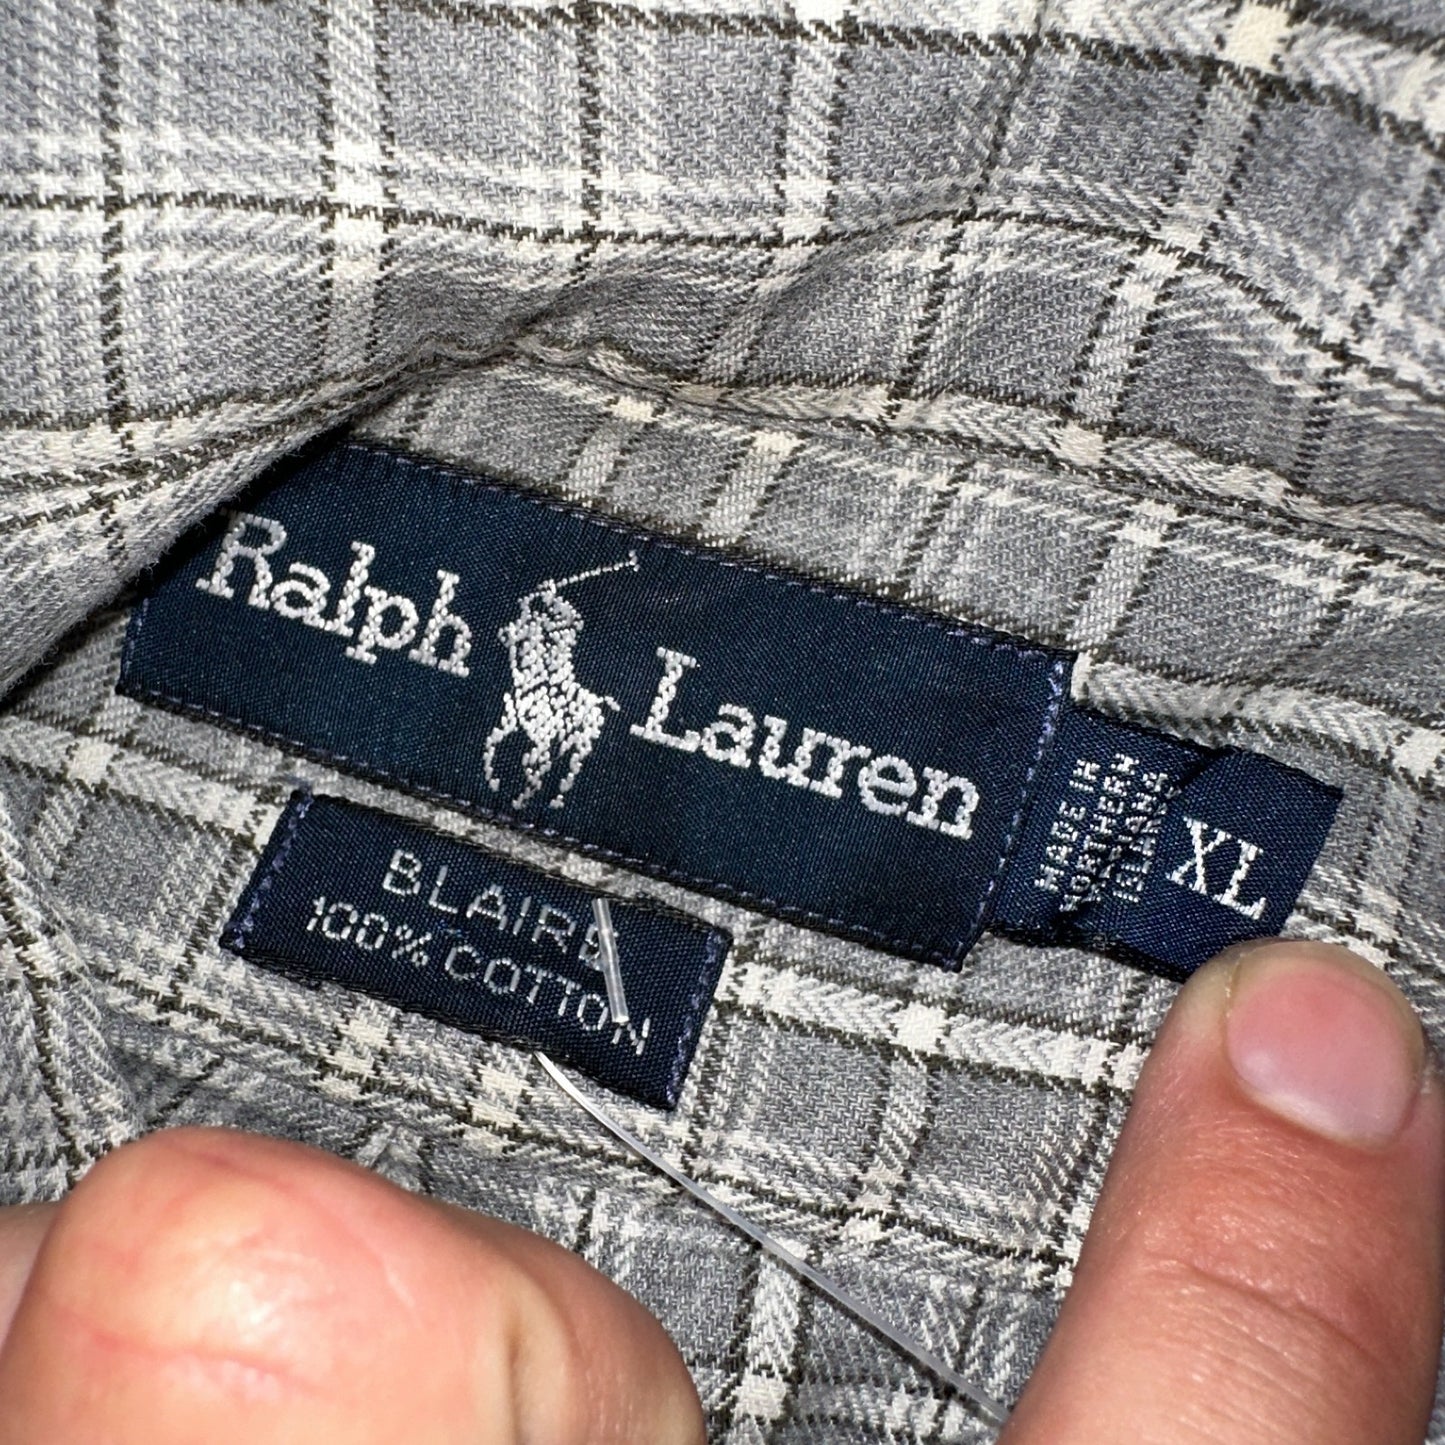 Ralph Lauren
MADE IN
NORTHERN
IRELAND
XL
BLAIRE
100% COTTON